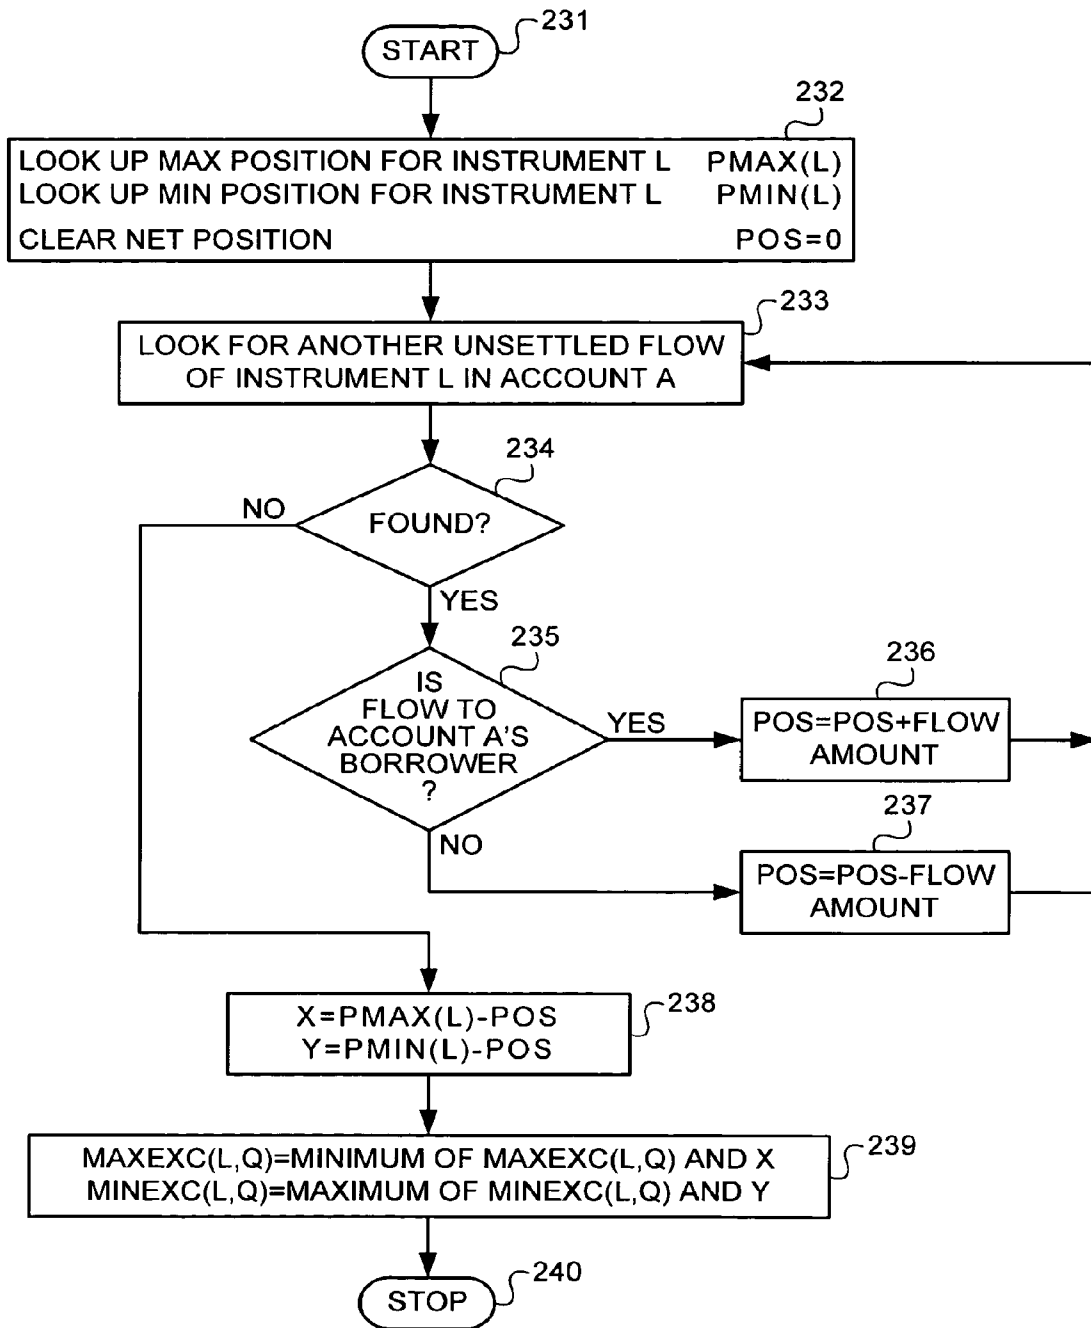 231
START
232
LOOK UP MAX POSITION FOR INSTRUMENT L PMAX(L)
LOOK UP MIN POSITION FOR INSTRUMENT L PMIN(L)
CLEAR NET POSITION POS=0
233
LOOK FOR ANOTHER UNSETTLED FLOW
OF INSTRUMENT L IN ACCOUNT A
234
NO
FOUND?
YES
235
IS
FLOW TO
ACCOUNT A'S
BORROWER
?
YES
236
POS=POS+FLOW
AMOUNT
NO
237
POS=POS-FLOW
AMOUNT
238
X=PMAX(L)-POS
Y=PMIN(L)-POS
239
MAXEXC(L,Q)=MINIMUM OF MAXEXC(L,Q) AND X
MINEXC(L,Q)=MAXIMUM OF MINEXC(L,Q) AND Y
240
STOP